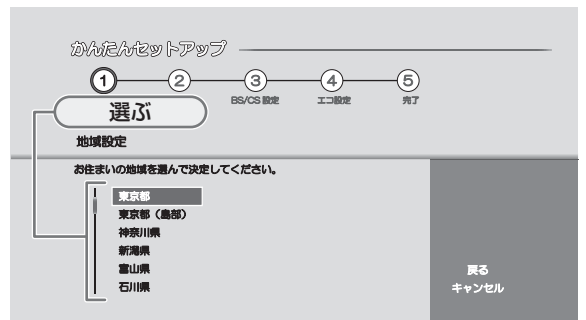 かんたんセットアップ
1 2 3 4 5
BS/CS 設定 エコ設定 完了
選ぶ
地域設定
お住まいの地域を選んで決定してください。
東京都
東京都（島部）
神奈川県
新潟県
富山県
石川県
戻る
キャンセル